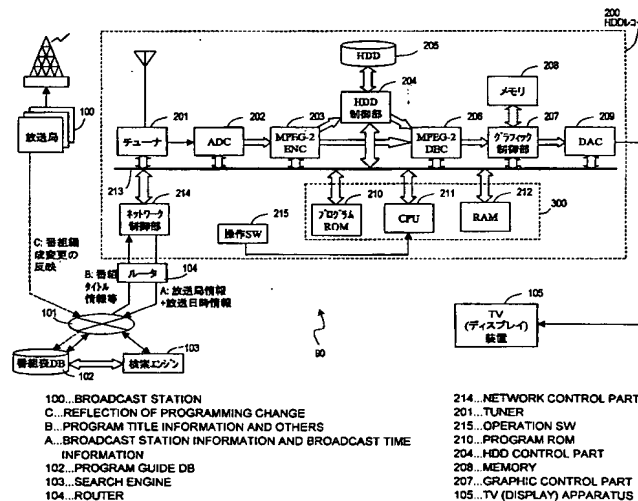 200
HDDレコー
205
HDD
204
HDD
制御部
208
メモリ
100
放送局
201
チューナ
202
ADC
203
MPEG-2
ENC
206
MPEG-2
DEC
207
グラフィック
制御部
209
DAC
213
214
ネットワーク
制御部
215
操作SW
210
プログラム
ROM
211
CPU
212
RAM
300
C: 番組編
成変更の
反映
B: 番組
タイトル
情報等
104
ルータ
A: 放送局情報
+放送日時情報
101
番組表DB
102
103
検索エンジン
90
105
TV
(ディスプレイ)
装置
100...BROADCAST STATION
C...REFLECTION OF PROGRAMMING CHANGE
B...PROGRAM TITLE INFORMATION AND OTHERS
A...BROADCAST STATION INFORMATION AND BROADCAST TIME
INFORMATION
102...PROGRAM GUIDE DB
103...SEARCH ENGINE
104...ROUTER
214...NETWORK CONTROL PART
201...TUNER
215...OPERATION SW
210...PROGRAM ROM
204...HDD CONTROL PART
208...MEMORY
207...GRAPHIC CONTROL PART
105...TV (DISPLAY) APPARATUS